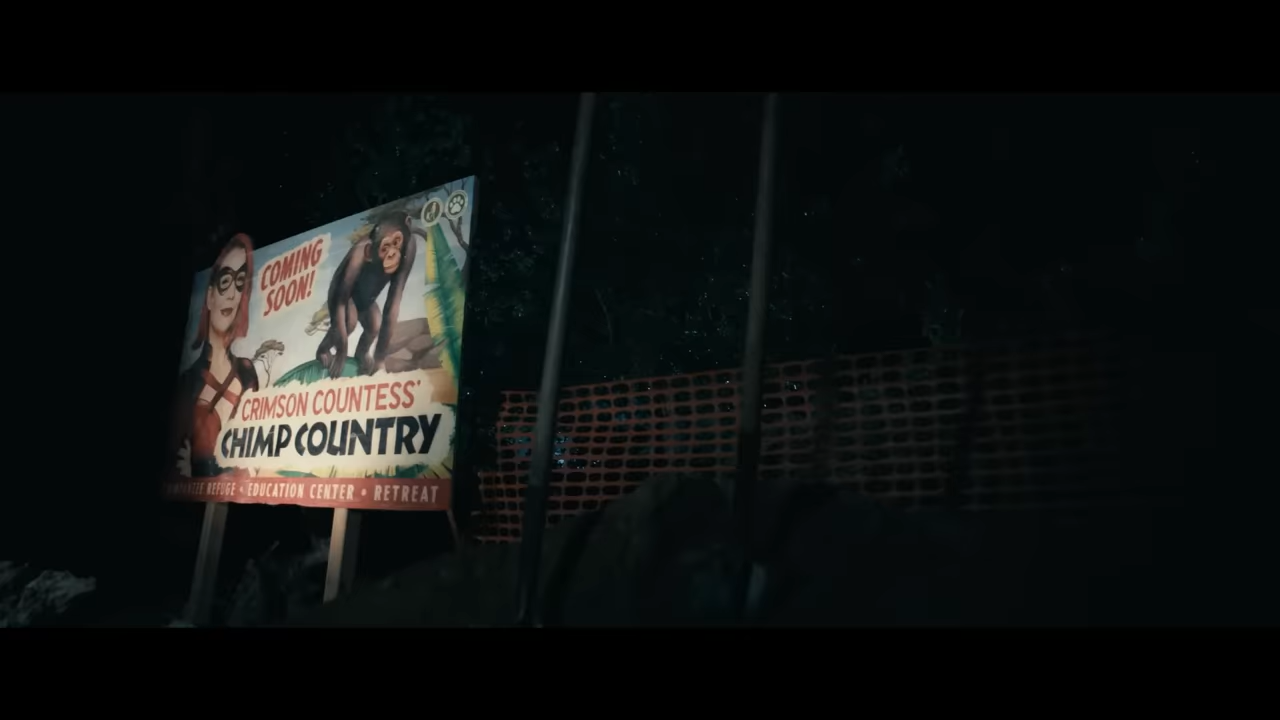 COMING
SOON!
CRIMSON COUNTESS'
CHIMP COUNTRY
REFUGE • EDUCATION CENTER • RETREAT